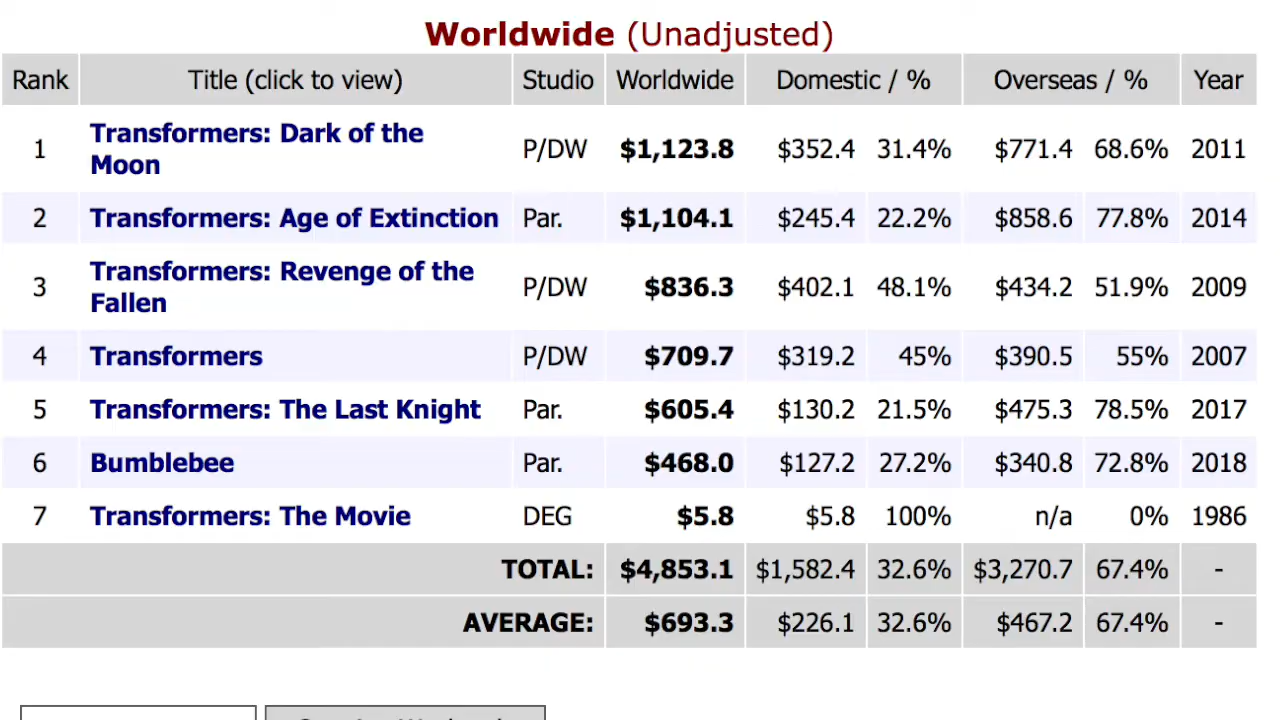 Worldwide (Unadjusted)
Rank Title (click to view) Studio Worldwide Domestic / % Overseas / % Year
1 Transformers: Dark of the Moon P/DW $1,123.8 $352.4 31.4% $771.4 68.6% 2011
2 Transformers: Age of Extinction Par. $1,104.1 $245.4 22.2% $858.6 77.8% 2014
3 Transformers: Revenge of the Fallen P/DW $836.3 $402.1 48.1% $434.2 51.9% 2009
4 Transformers P/DW $709.7 $319.2 45% $390.5 55% 2007
5 Transformers: The Last Knight Par. $605.4 $130.2 21.5% $475.3 78.5% 2017
6 Bumblebee Par. $468.0 $127.2 27.2% $340.8 72.8% 2018
7 Transformers: The Movie DEG $5.8 $5.8 100% n/a 0% 1986
TOTAL: $4,853.1 $1,582.4 32.6% $3,270.7 67.4% -
AVERAGE: $693.3 $226.1 32.6% $467.2 67.4% -